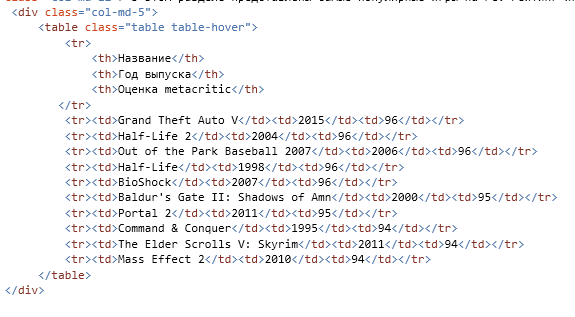 <div class="col-md-5">
<table class="table table-hover">
<tr>
<th>Название</th>
<th>Год выпуска</th>
<th>Оценка metacritic</th>
</tr>
<tr><td>Grand Theft Auto V</td><td>2015</td><td>96</td></tr>
<tr><td>Half-Life 2</td><td>2004</td><td>96</td></tr>
<tr><td>Out of the Park Baseball 2007</td><td>2006</td><td>96</td></tr>
<tr><td>Half-Life</td><td>1998</td><td>96</td></tr>
<tr><td>BioShock</td><td>2007</td><td>96</td></tr>
<tr><td>Baldur's Gate II: Shadows of Amn</td><td>2000</td><td>95</td></tr>
<tr><td>Portal 2</td><td>2011</td><td>95</td></tr>
<tr><td>Command & Conquer</td><td>1995</td><td>94</td></tr>
<tr><td>The Elder Scrolls V: Skyrim</td><td>2011</td><td>94</td></tr>
<tr><td>Mass Effect 2</td><td>2010</td><td>94</td></tr>
</table>
</div>